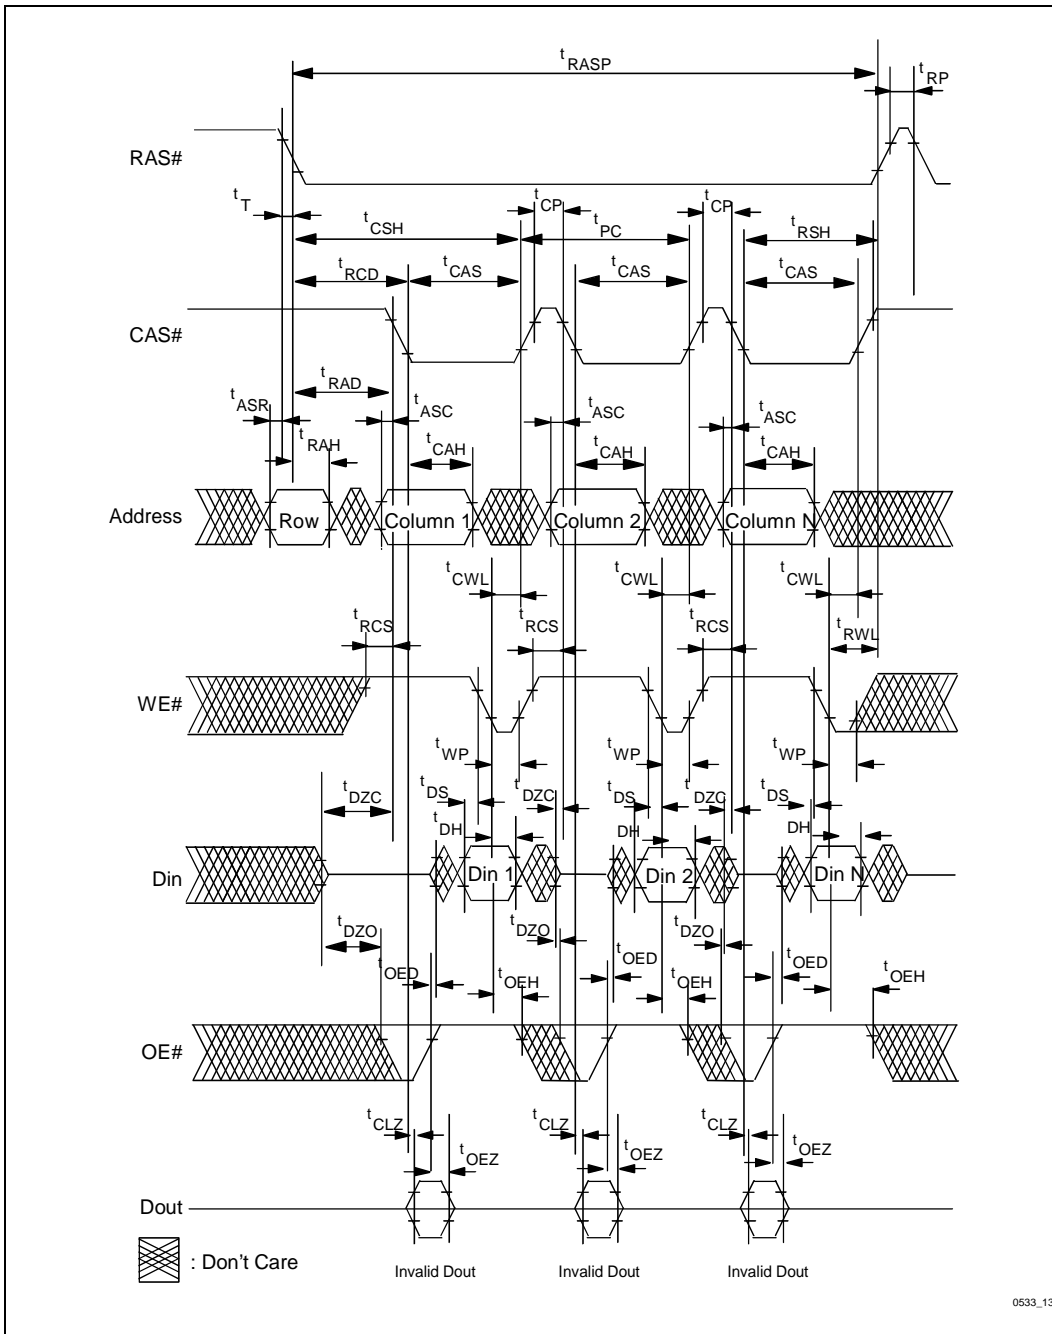 tRASP
tRP
RAS#
tT
tCSH
tCP
tPC
tCP
tRSH
tRCD
tCAS
tCAS
tCAS
CAS#
tRAD
tASR
tASC
tASC
tASC
tRAH
tCAH
tCAH
tCAH
Address
Row
Column 1
Column 2
Column N
tCWL
tCWL
tCWL
tRCS
tRCS
tRCS
tRWL
WE#
tWP
tWP
tWP
tDZC
tDS
tDZC
tDS
tDZC
tDS
tDH
DH
DH
Din
Din 1
Din 2
Din N
tDZO
tDZO
tDZO
tOED
tOED
tOED
tOEH
tOEH
tOEH
OE#
tCLZ
tCLZ
tCLZ
tOEZ
tOEZ
tOEZ
Dout
: Don't Care
Invalid Dout
Invalid Dout
Invalid Dout
0533_13